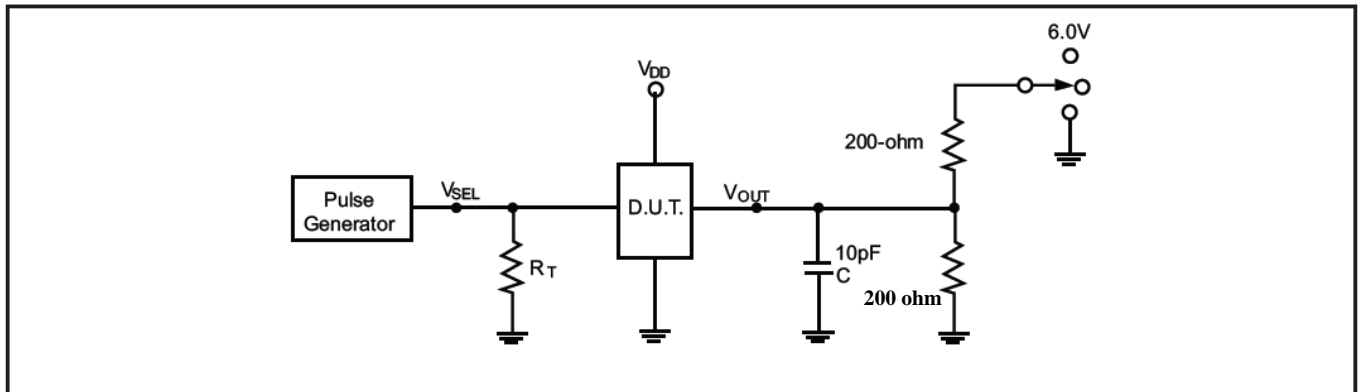 6.0V
VDD
200-ohm
Pulse
Generator
VSEL
D.U.T.
VOUT
RT
10pF
C
200 ohm